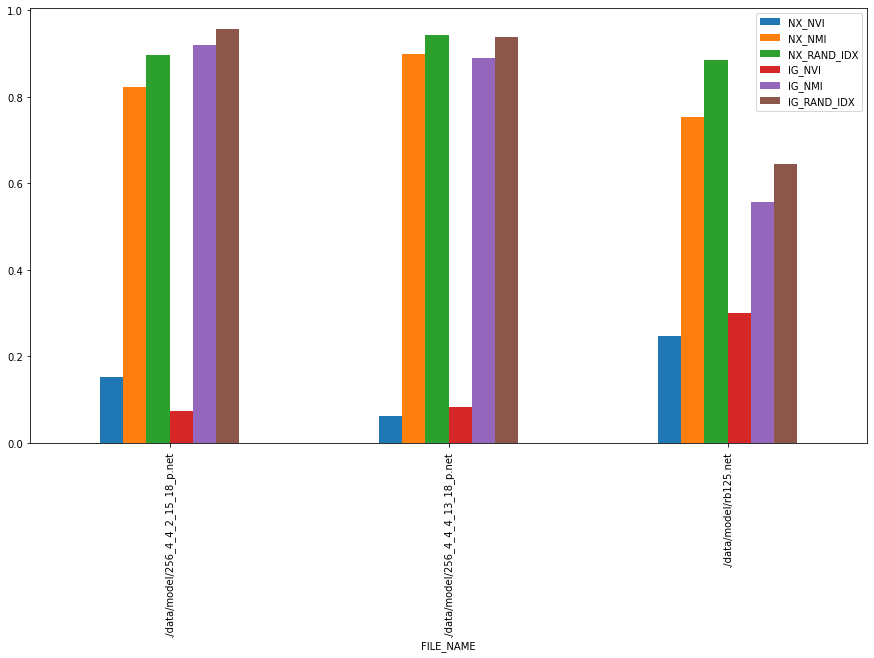 1.0
0.8
0.6
0.4
0.2
0.0
NX_NVI
NX_NMI
NX_RAND_IDX
IG_NVI
IG_NMI
IG_RAND_IDX
./data/model/256_4_4_2_15_18_p.net
./data/model/256_4_4_4_13_18_p.net
./data/model/rb125.net
FILE_NAME